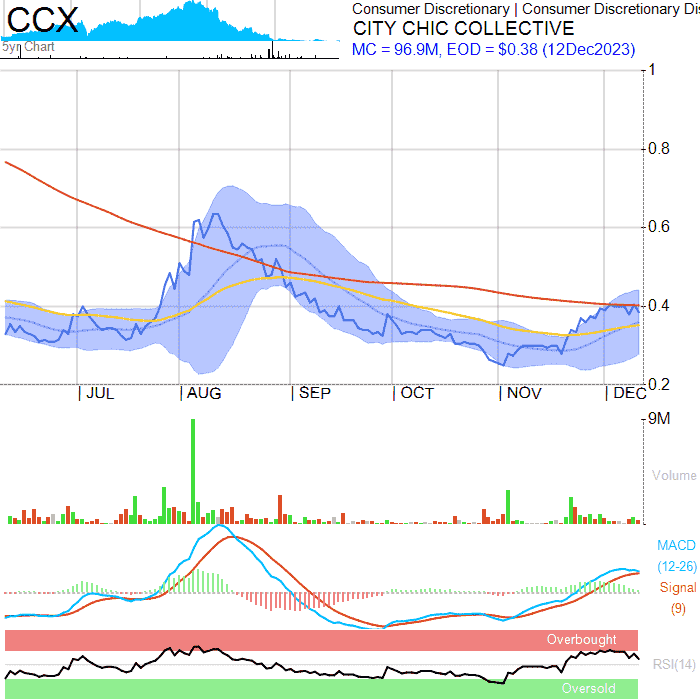 CCX
5yr Chart
Consumer Discretionary | Consumer Discretionary Dis
CITY CHIC COLLECTIVE
MC = 96.9M, EOD = $0.38 (12Dec2023)
1
0.8
0.6
0.4
0.2
| JUL | AUG | SEP | OCT | NOV | DEC
9M
Volume
MACD
(12-26)
Signal
(9)
Overbought
RSI(14)
Oversold